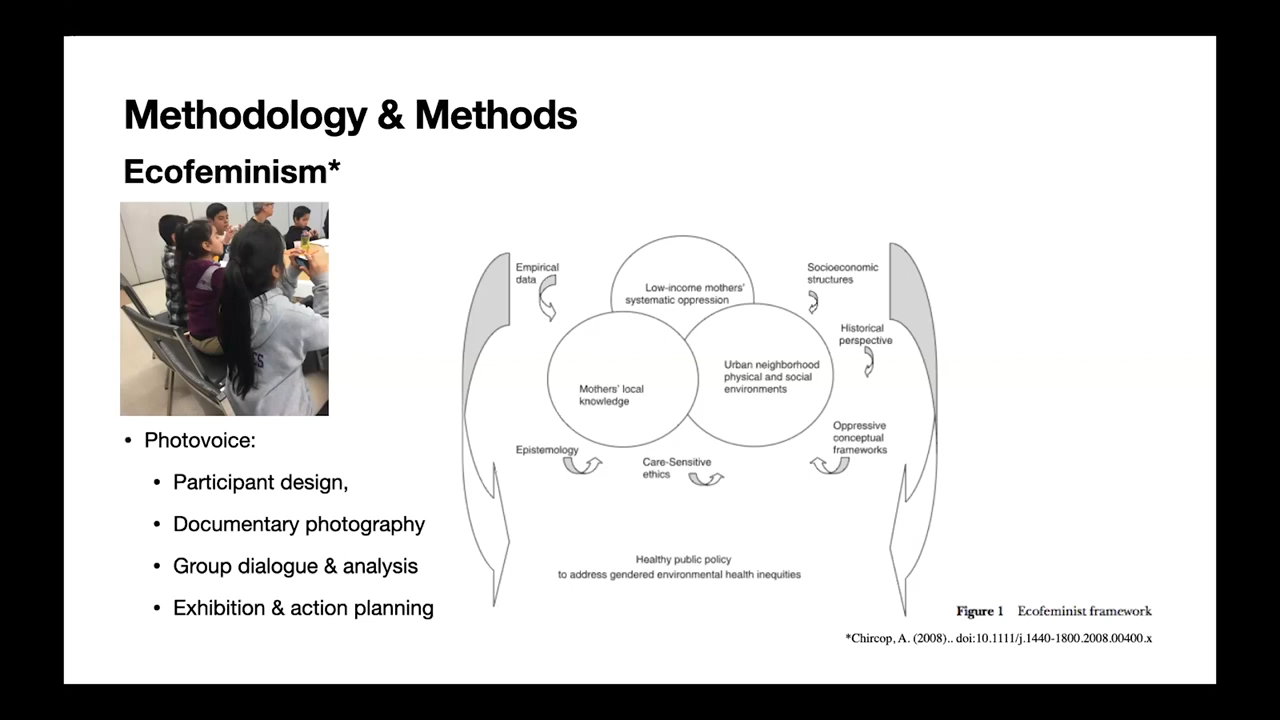 Methodology & Methods
Ecofeminism*
• Photovoice:
• Participant design,
• Documentary photography
• Group dialogue & analysis
• Exhibition & action planning
Empirical
data
Low-income mothers'
systematic oppression
Socioeconomic
structures
Historical
perspective
Mothers' local
knowledge
Urban neighborhood
physical and social
environments
Oppressive
conceptual
frameworks
Epistemology
Care-Sensitive
ethics
Healthy public policy
to address gendered environmental health inequities
Figure 1 Ecofeminist framework
*Chircop, A. (2008).. doi:10.1111/j.1440-1800.2008.00400.x